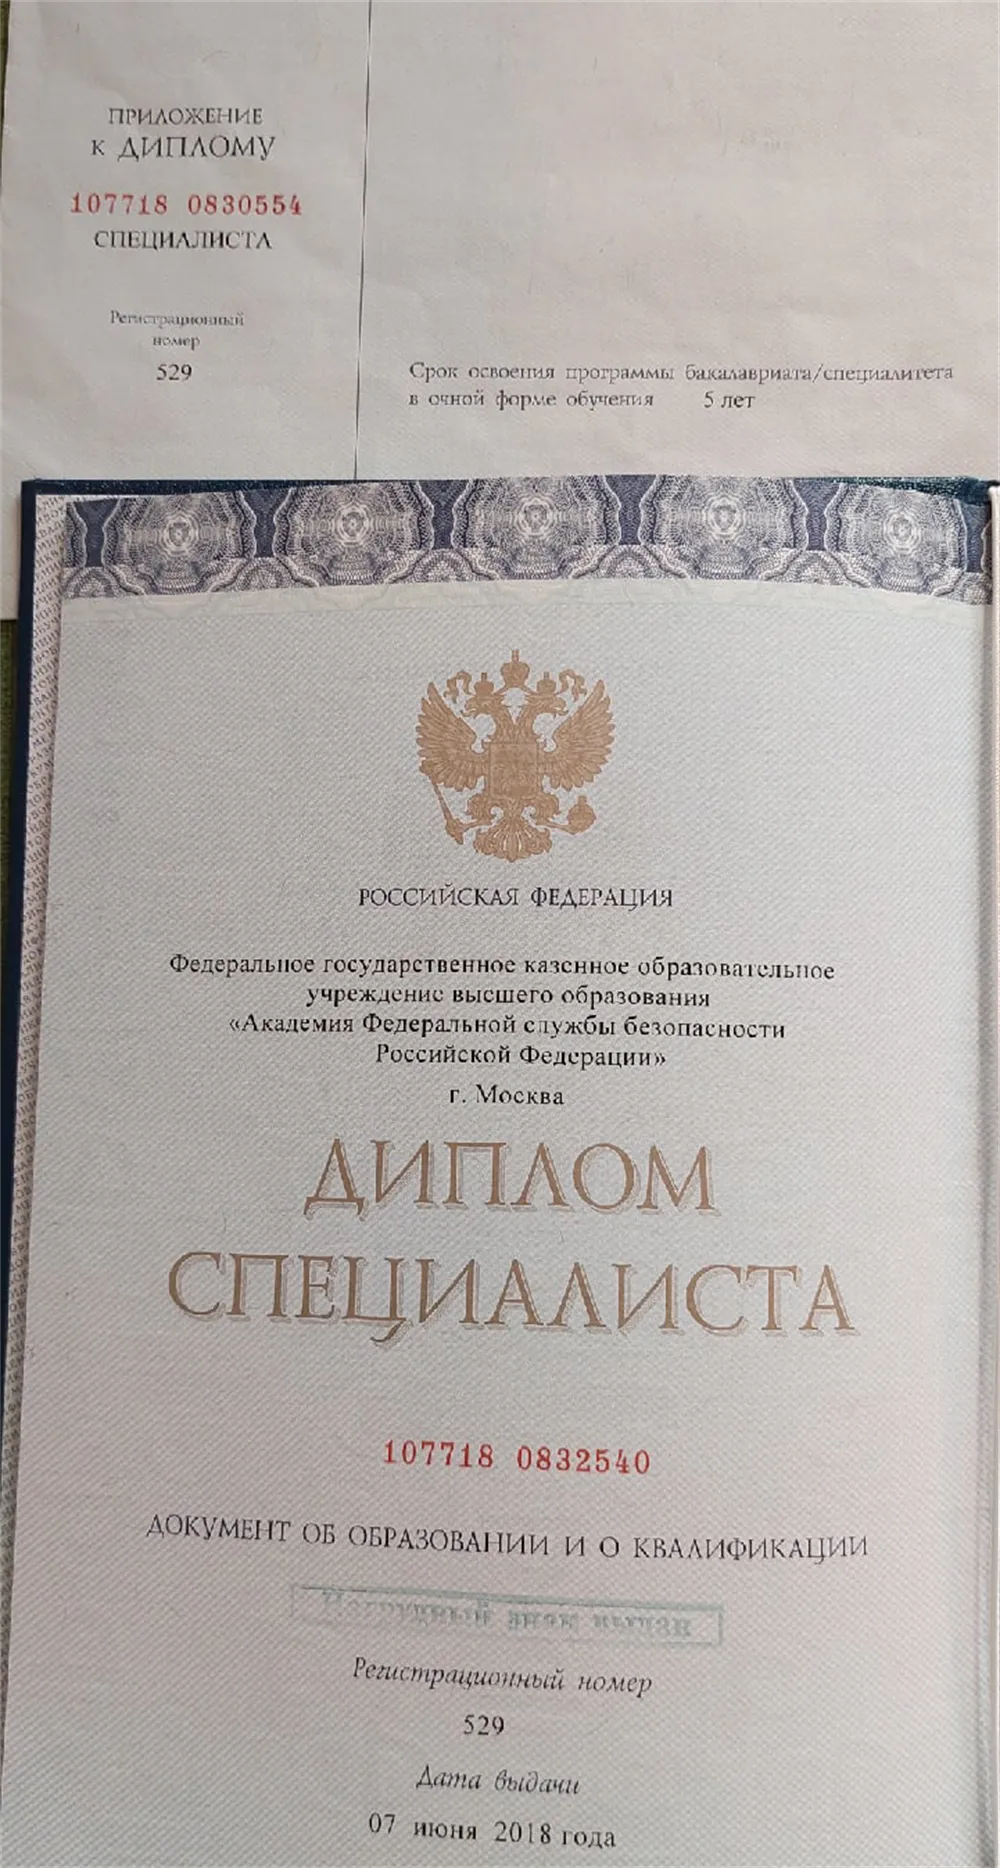 ПРИЛОЖЕНИЕ
к ДИПЛОМУ
107718 0830554
СПЕЦИАЛИСТА
Регистрационный
номер
529
Срок освоения программы бакалавриата/специалитета
в очной форме обучения 5 лет
РОССИЙСКАЯ ФЕДЕРАЦИЯ
Федеральное государственное казенное образовательное
учреждение высшего образования
«Академия Федеральной службы безопасности
Российской Федерации»
г. Москва
ДИПЛОМ
СПЕЦИАЛИСТА
107718 0832540
ДОКУМЕНТ ОБ ОБРАЗОВАНИИ И О КВАЛИФИКАЦИИ
Регистрационный номер
529
Дата выдачи
07 июня 2018 года